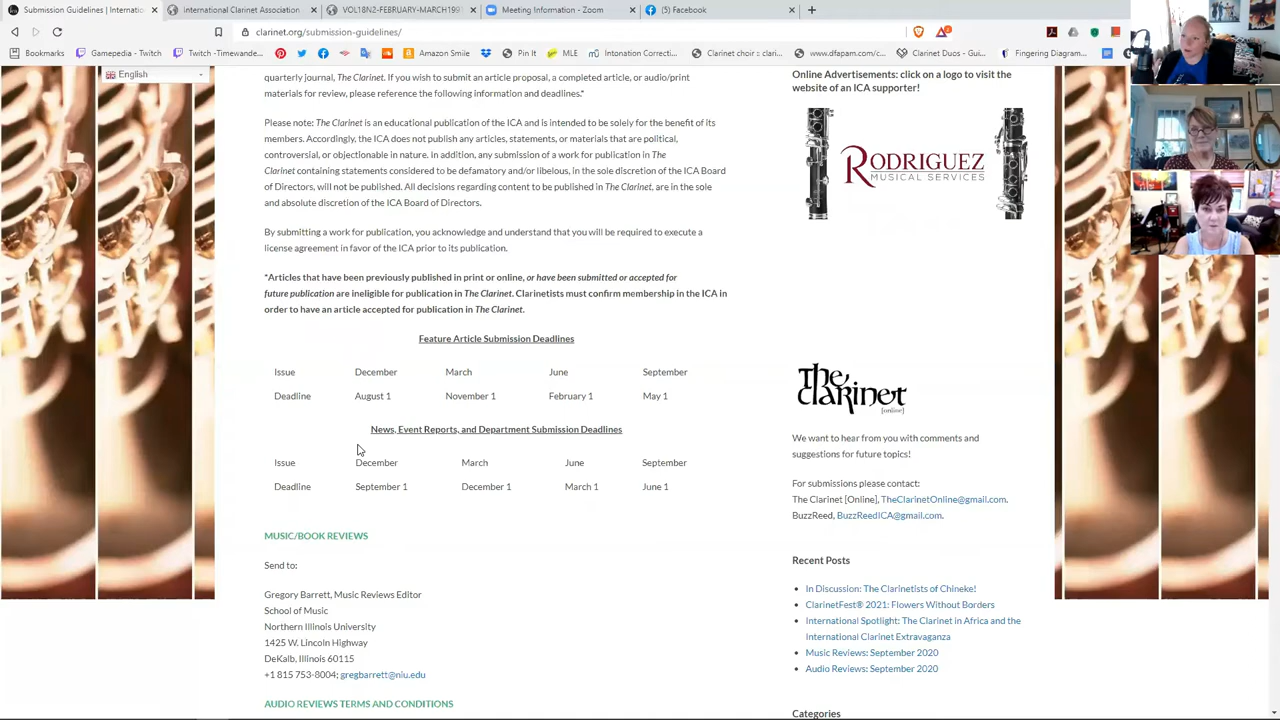 Submission Guidelines | Internati
International Clarinet Association
VOL18N2-FEBRUARY-MARCH199
Meeting Information - Zoom
(5) Facebook
clarinet.org/submission-guidelines/
Bookmarks
Gamepedia - Twitch
Twitch -Timewande...
Amazon Smile
Pin It
MLE
Intonation Correcti...
Clarinet choir :: clari...
www.dfapam.com/c...
Clarinet Duos - Gui...
Fingering Diagram...
English
quarterly journal, The Clarinet. If you wish to submit an article proposal, a completed article, or audio/print
materials for review, please reference the following information and deadlines.*
Please note: The Clarinet is an educational publication of the ICA and is intended to be solely for the benefit of its
members. Accordingly, the ICA does not publish any articles, statements, or materials that are political,
controversial, or objectionable in nature. In addition, any submission of a work for publication in The
Clarinet containing statements considered to be defamatory and/or libelous, in the sole discretion of the ICA Board
of Directors, will not be published. All decisions regarding content to be published in The Clarinet, are in the sole
and absolute discretion of the ICA Board of Directors.
By submitting a work for publication, you acknowledge and understand that you will be required to execute a
license agreement in favor of the ICA prior to its publication.
*Articles that have been previously published in print or online, or have been submitted or accepted for
future publication are ineligible for publication in The Clarinet. Clarinetists must confirm membership in the ICA in
order to have an article accepted for publication in The Clarinet.
Feature Article Submission Deadlines
Issue December March June September
Deadline August 1 November 1 February 1 May 1
News, Event Reports, and Department Submission Deadlines
Issue December March June September
Deadline September 1 December 1 March 1 June 1
MUSIC/BOOK REVIEWS
Send to:
Gregory Barrett, Music Reviews Editor
School of Music
Northern Illinois University
1425 W. Lincoln Highway
DeKalb, Illinois 60115
+1 815 753-8004; gregbarrett@niu.edu
AUDIO REVIEWS TERMS AND CONDITIONS
Online Advertisements: click on a logo to visit the
website of an ICA supporter!
RODRIGUEZ
MUSICAL SERVICES
the
clarinet
[online]
We want to hear from you with comments and
suggestions for future topics!
For submissions please contact:
The Clarinet [Online], TheClarinetOnline@gmail.com.
BuzzReed, BuzzReedICA@gmail.com.
Recent Posts
In Discussion: The Clarinetists of Chineke!
ClarinetFest® 2021: Flowers Without Borders
International Spotlight: The Clarinet in Africa and the
International Clarinet Extravaganza
Music Reviews: September 2020
Audio Reviews: September 2020
Categories